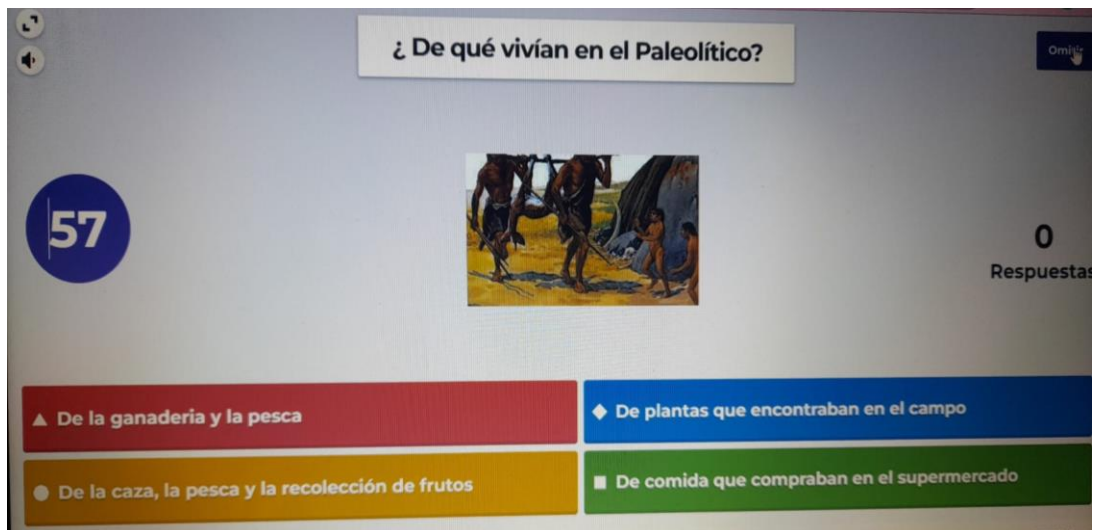 ¿ De qué vivían en el Paleolítico?
Omitir
57
0
Respuestas
De la ganaderia y la pesca
De plantas que encontraban en el campo
De la caza, la pesca y la recolección de frutos
De comida que compraban en el supermercado